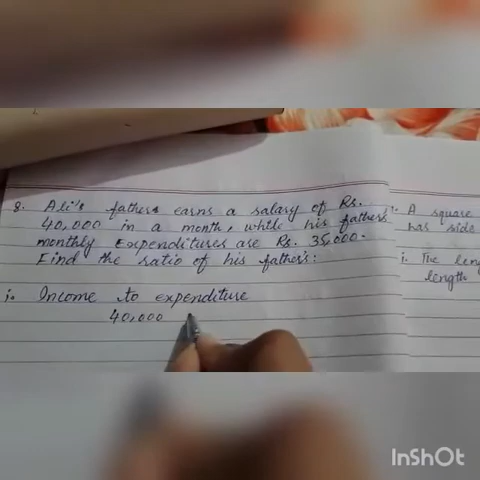 8. Ali's fathers earns a salary of Rs.
40,000 in a month, while his father's
monthly Expenditures are Rs. 35,000.
Find the ratio of his father's:
i. Income to expenditure
40,000
A square
has side
i. The len
length
InShOt